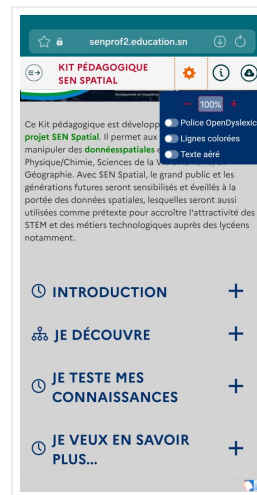 senprof2.education.sn
KIT PÉDAGOGIQUE
SEN SPATIAL
100%
Police OpenDyslexic
Lignes colorées
Texte aéré
Ce Kit pédagogique est développ
projet SEN Spatial. Il permet aux
manipuler des donnéesspatiales
Physique/Chimie, Sciences de la
Géographie. Avec SEN Spatial, le grand public et les
générations futures seront sensibilisés et éveillés à la
portée des données spatiales, lesquelles seront aussi
utilisées comme prétexte pour accroître l'attractivité des
STEM et des métiers technologiques auprès des lycéens
notamment.
INTRODUCTION
JE DÉCOUVRE
JE TESTE MES
CONNAISSANCES
JE VEUX EN SAVOIR
PLUS...